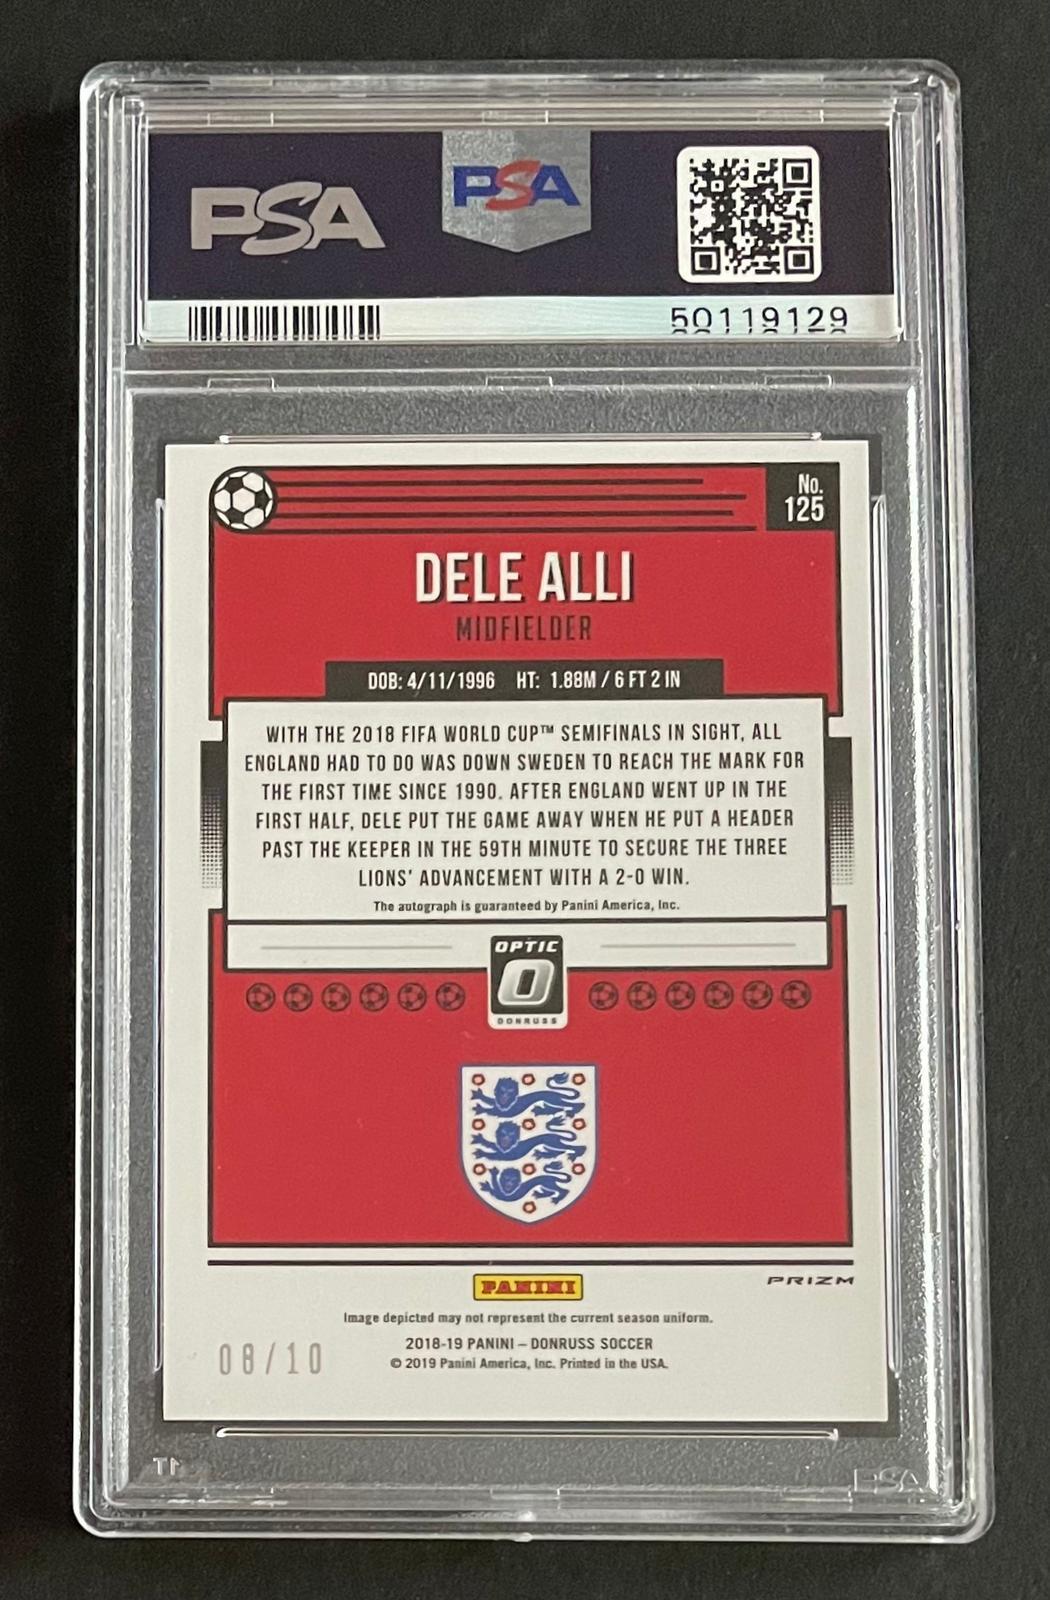 PSA
PSA
50119129
No.
125
DELE ALLI
MIDFIELDER
DOB: 4/11/1996 HT: 1.88M / 6 FT 2 IN
WITH THE 2018 FIFA WORLD CUP™ SEMIFINALS IN SIGHT, ALL
ENGLAND HAD TO DO WAS DOWN SWEDEN TO REACH THE MARK FOR
THE FIRST TIME SINCE 1990. AFTER ENGLAND WENT UP IN THE
FIRST HALF, DELE PUT THE GAME AWAY WHEN HE PUT A HEADER
PAST THE KEEPER IN THE 59TH MINUTE TO SECURE THE THREE
LIONS' ADVANCEMENT WITH A 2-0 WIN.
The autograph is guaranteed by Panini America, Inc.
OPTIC
O
DONRUSS
PANINI
PRIZM
Image depicted may not represent the current season uniform.
2018-19 PANINI – DONRUSS SOCCER
© 2019 Panini America, Inc. Printed in the USA.
08/10
PSA